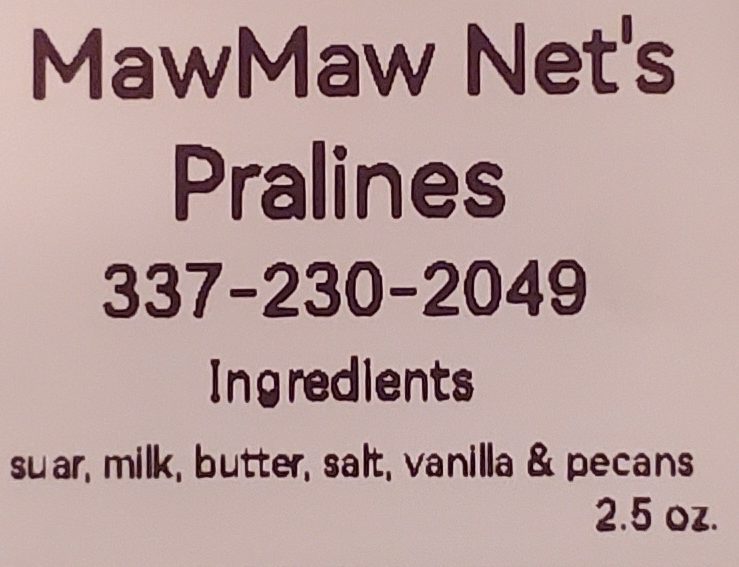 MawMaw Net's
Pralines
337-230-2049
Ingredients
suar, milk, butter, salt, vanilla & pecans
2.5 oz.